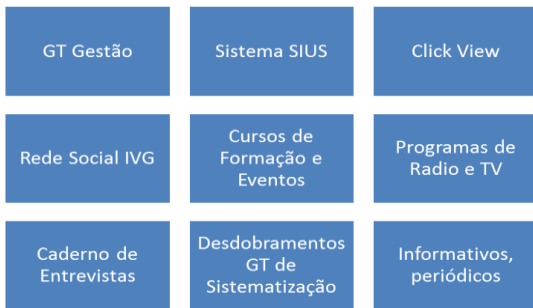 GT Gestão
Sistema SIUS
Click View
Rede Social IVG
Cursos de
Formação e
Eventos
Programas de
Radio e TV
Caderno de
Entrevistas
Desdobramentos
GT de
Sistematização
Informativos,
periódicos